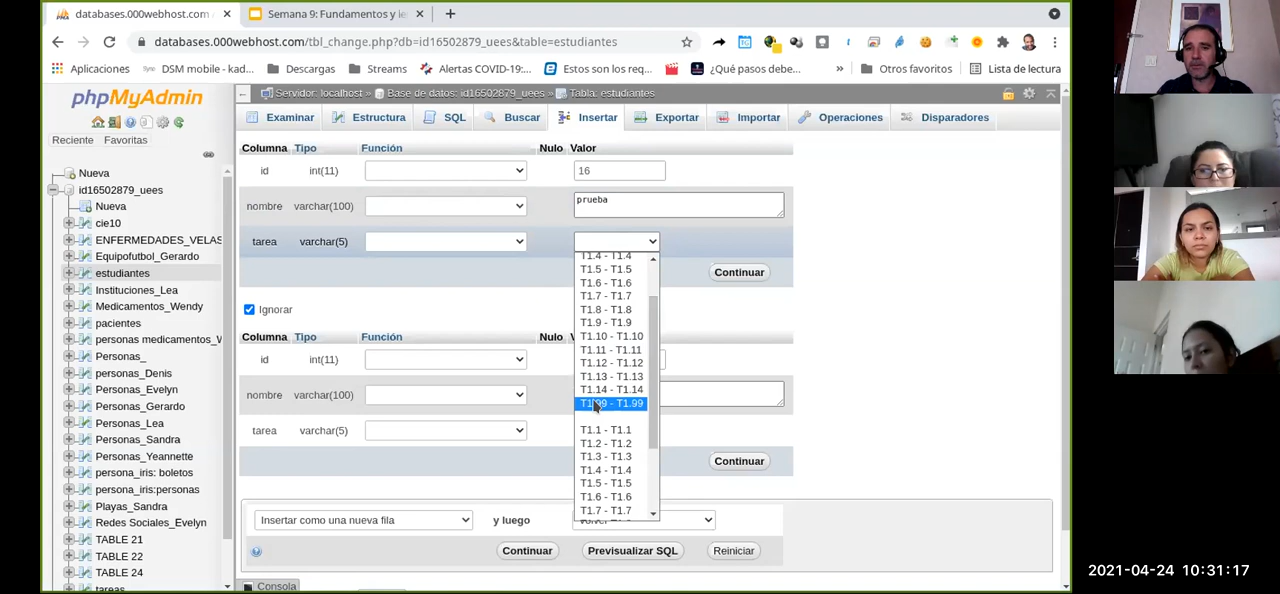 databases.000webhost.com
Semana 9: Fundamentos y le
databases.000webhost.com/tbl_change.php?db=id16502879_uees&table=estudiantes
Aplicaciones
DSM mobile - kad...
Descargas
Streams
Alertas COV
Estos son los req...
¿Qué pasos debe...
»
Otros favoritos
Lista de lectura
phpMyAdmin
Reciente Favoritas
Nueva
id16502879_uees
Nueva
cie10
ENFERMEDADES_VELAS
Equipofutbol_Gerardo
estudiantes
Instituciones_Lea
Medicamentos_Wendy
pacientes
personas medicamentos_W
Personas_
personas_Denis
Personas_Evelyn
Personas_Gerardo
Personas_Lea
Personas_Sandra
Personas_Yeannette
persona_iris: boletos
persona_iris:personas
Playas_Sandra
Redes Sociales_Evelyn
TABLE 21
TABLE 22
TABLE 24
tareas
Servidor: localhost » Base de datos: id16502879_uees » Tabla: estudiantes
Examinar Estructura SQL Buscar Insertar Exportar Importar Operaciones Disparadores
Columna Tipo Función Nulo Valor
id int(11) 16
nombre varchar(100) prueba
tarea varchar(5)
Continuar
T1.4 - T1.4
T1.5 - T1.5
T1.6 - T1.6
T1.7 - T1.7
T1.8 - T1.8
T1.9 - T1.9
T1.10 - T1.10
T1.11 - T1.11
T1.12 - T1.12
T1.13 - T1.13
T1.14 - T1.14
T1.99 - T1.99
T1.1 - T1.1
T1.2 - T1.2
T1.3 - T1.3
T1.4 - T1.4
T1.5 - T1.5
T1.6 - T1.6
T1.7 - T1.7
Ignorar
Columna Tipo Función Nulo
id int(11)
nombre varchar(100)
tarea varchar(5)
Continuar
Insertar como una nueva fila y luego
Continuar Previsualizar SQL Reiniciar
Consola
2021-04-24 10:31:17